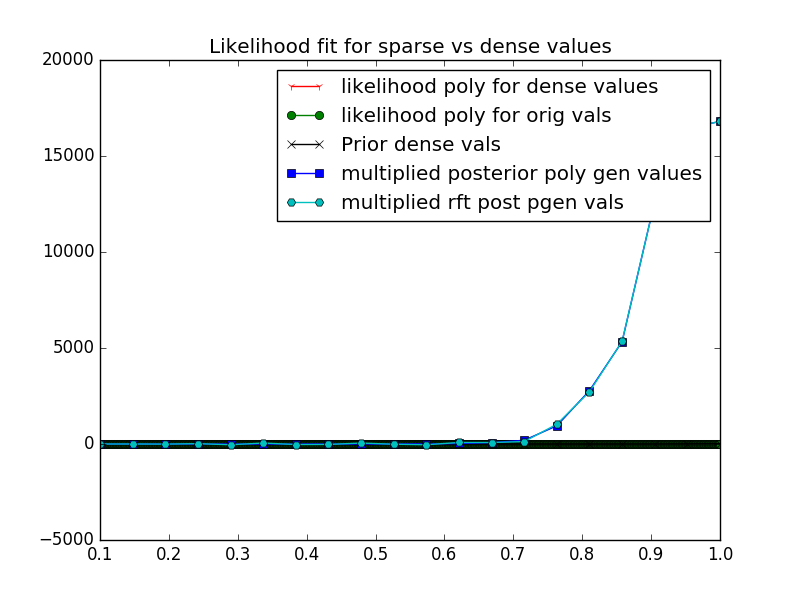 Likelihood fit for sparse vs dense values
20000
15000
10000
5000
0
−5000
likelihood poly for dense values
likelihood poly for orig vals
Prior dense vals
multiplied posterior poly gen values
multiplied rft post pgen vals
0.1 0.2 0.3 0.4 0.5 0.6 0.7 0.8 0.9 1.0